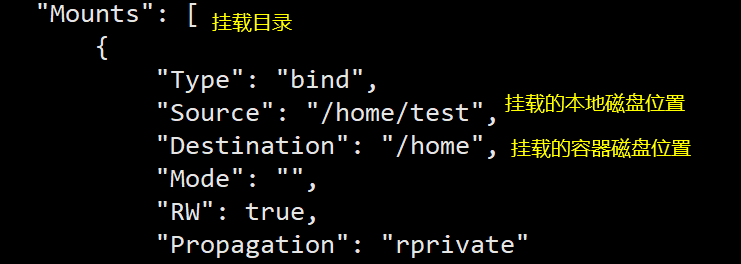 "Mounts": [ 挂载目录
{
"Type": "bind",
"Source": "/home/test", 挂载的本地磁盘位置
"Destination": "/home", 挂载的容器磁盘位置
"Mode": "",
"RW": true,
"Propagation": "rprivate"